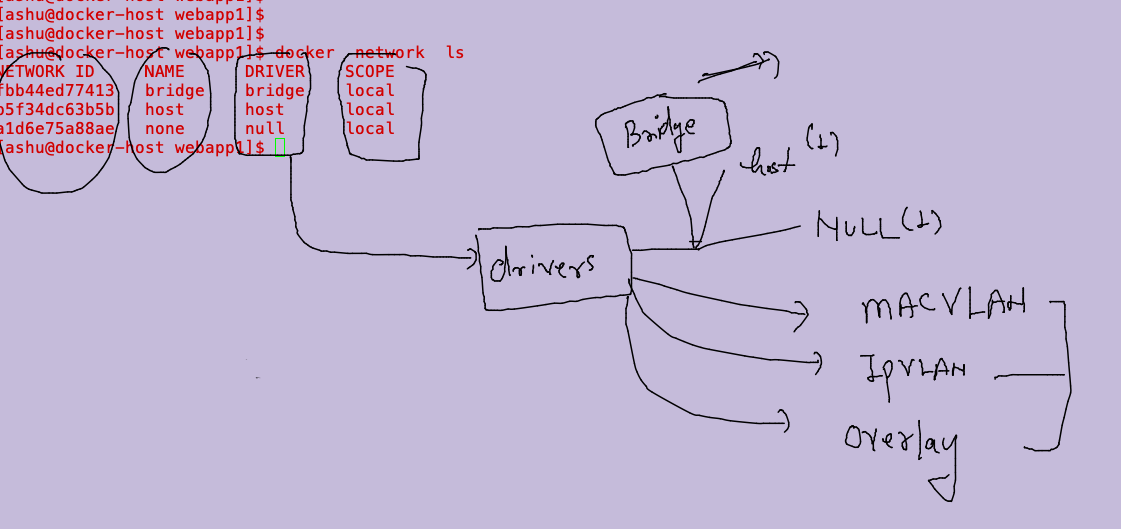 [ashu@docker-host webapp1]$
[ashu@docker-host webapp1]$
[ashu@docker-host webapp1]$ docker network ls
NETWORK ID NAME DRIVER SCOPE
fbb44ed77413 bridge bridge local
b5f34dc63b5b host host local
a1d6e75a88ae none null local
[ashu@docker-host webapp1]$
Bridge
host (1)
NULL (1)
drivers
MACVLAN
IpVLAN
Overlay